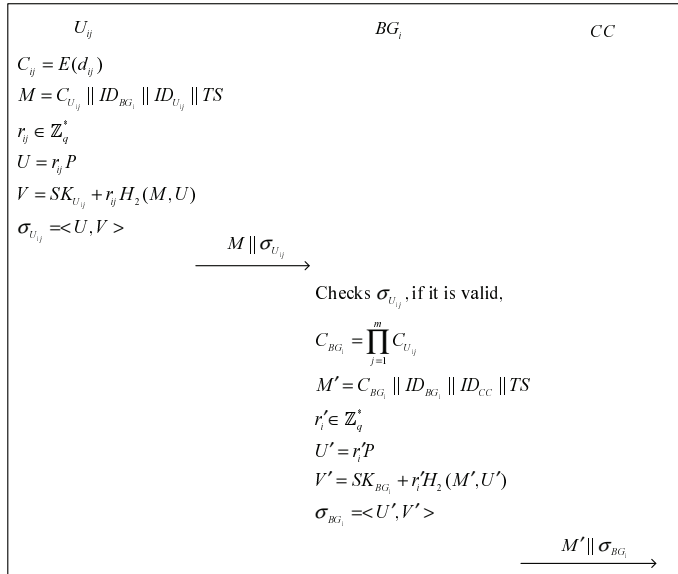 U_{ij} BG_i CC
C_{ij} = E(d_{ij})
M = C_{U_{ij}} || ID_{BG_i} || ID_{U_{ij}} || TS
r_{ij} ∈ ℤ_q^*
U = r_{ij} P
V = SK_{U_{ij}} + r_{ij} H_2 (M, U)
σ_{U_{ij}} =<U, V >
M || σ_{U_{ij}}
Checks σ_{U_{ij}}, if it is valid,
C_{BG_i} = ∏_{j=1}^{m} C_{U_{ij}}
M′ = C_{BG_i} || ID_{BG_i} || ID_{CC} || TS
r_i′ ∈ ℤ_q^*
U′ = r_i′P
V′ = SK_{BG_i} + r_i′H_2 (M′, U′)
σ_{BG_i} =<U′, V′ >
M′ || σ_{BG_i}